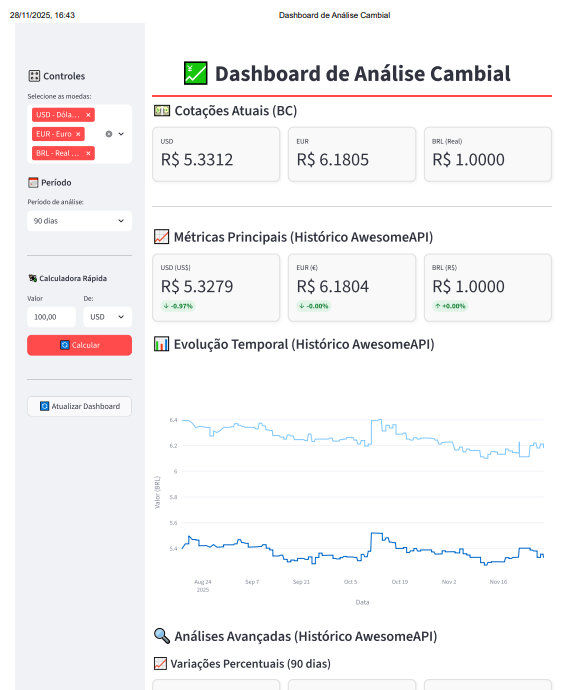 28/11/2025, 16:43
Dashboard de Análise Cambial
Controles
Selecione as moedas:
USD - Dóla...
EUR - Euro
BRL - Real ...
Período
Período de análise:
90 dias
Calculadora Rápida
Valor
De:
100,00
USD
Calcular
Atualizar Dashboard
Dashboard de Análise Cambial
Cotações Atuais (BC)
USD
R$ 5.3312
EUR
R$ 6.1805
BRL (Real)
R$ 1.0000
Métricas Principais (Histórico AwesomeAPI)
USD (US$)
R$ 5.3279
↓ -0.97%
EUR (€)
R$ 6.1804
↓ -0.00%
BRL (R$)
R$ 1.0000
↑ +0.00%
Evolução Temporal (Histórico AwesomeAPI)
6.4
6.2
6
5.8
5.6
5.4
Valor (BRL)
Aug 24
2025
Sep 7
Sep 21
Oct 5
Oct 19
Nov 2
Nov 16
Data
Análises Avançadas (Histórico AwesomeAPI)
Variações Percentuais (90 dias)